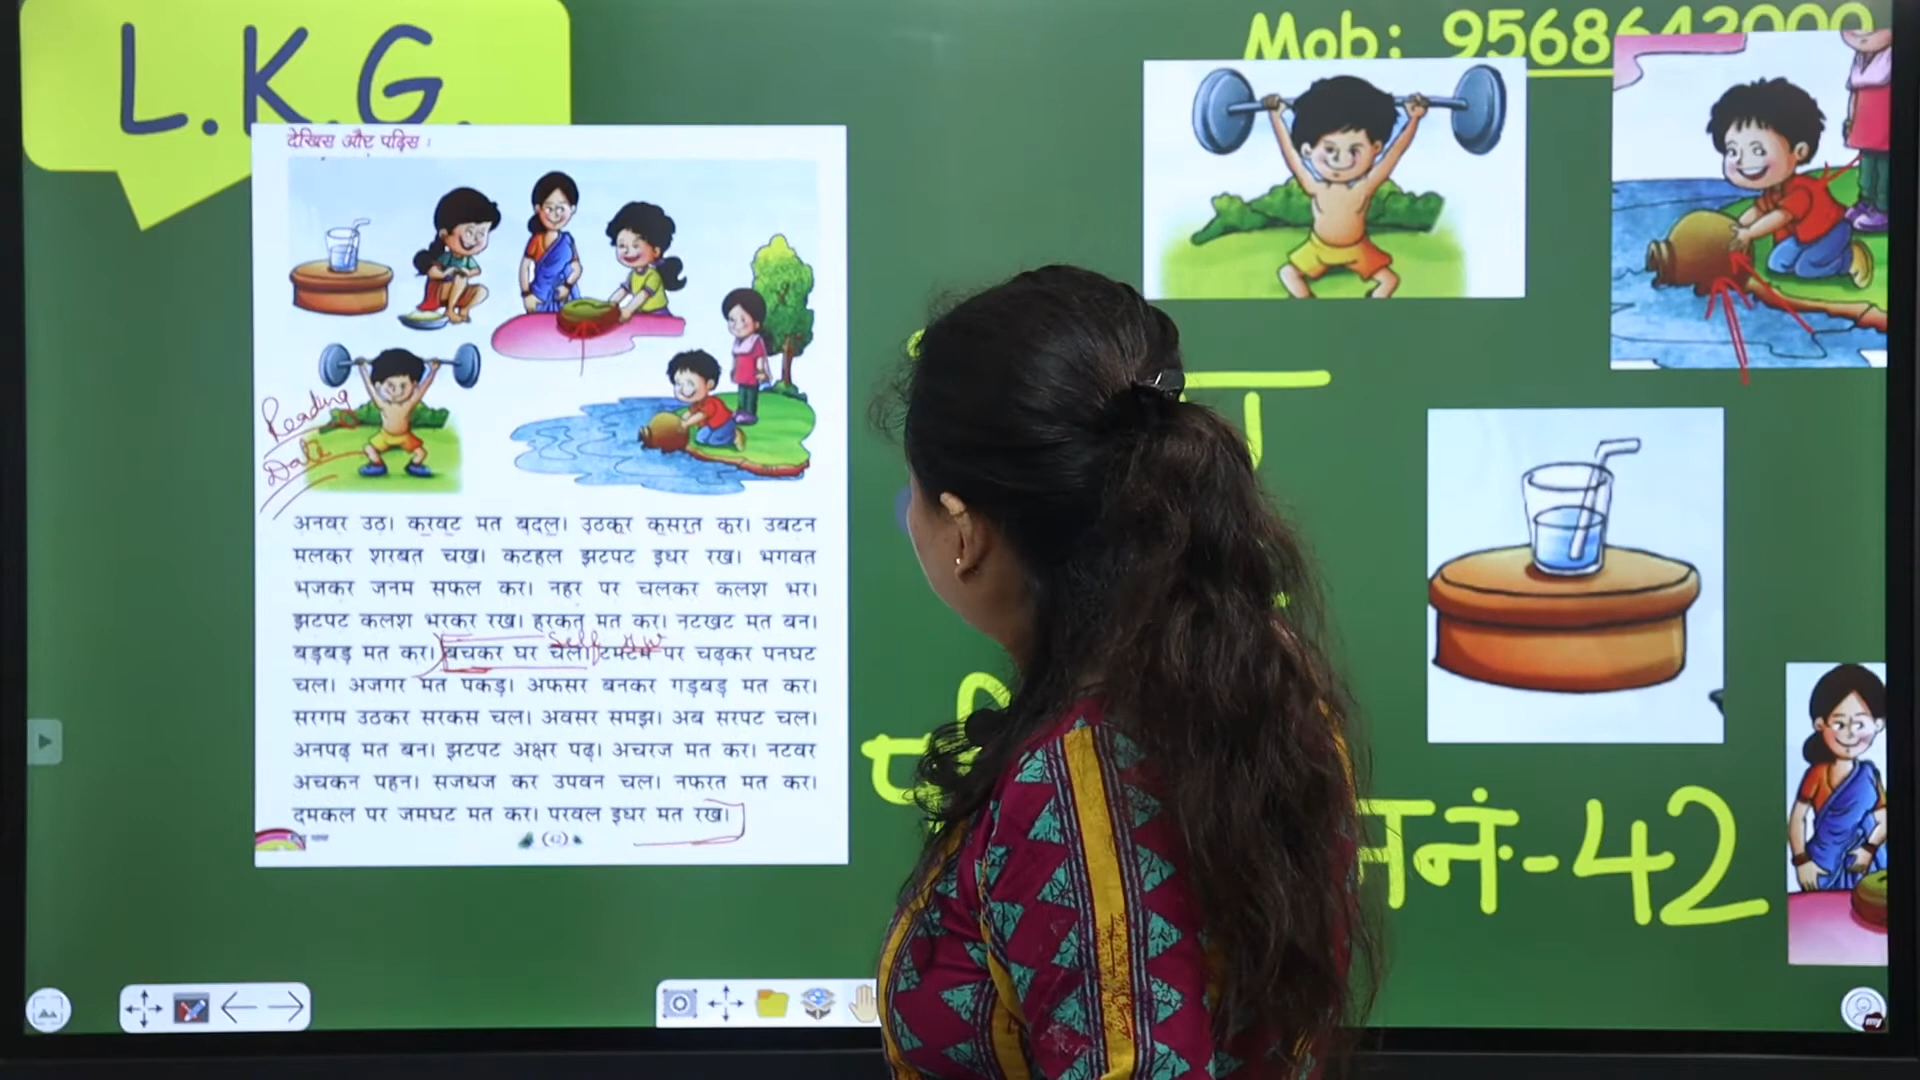 L.K.G.
Mob: 9568643000
देखिए और पढ़िए :
Reading
Date
अनवर उठ। करवट मत बदल। उठकर कसरत कर। उबटन
मलकर शरबत चख। कटहल झटपट इधर रख। भगवत
भजकर जनम सफल कर। नहर पर चलकर कलश भर।
झटपट कलश भरकर रख। हरकत मत कर। नटखट मत बन।
Self H.W
बड़बड़ मत कर। बचकर घर चल। टमटम पर चढ़कर पनघट
चल। अजगर मत पकड़। अफसर बनकर गड़बड़ मत कर।
सरगम उठकर सरकस चल। अवसर समझ। अब सरपट चल।
अनपढ़ मत बन। झटपट अक्षर पढ़। अचरज मत कर। नटवर
अचकन पहन। सजधज कर उपवन चल। नफरत मत कर।
दमकल पर जमघट मत कर। परवल इधर मत रख।
(42)
नं-42